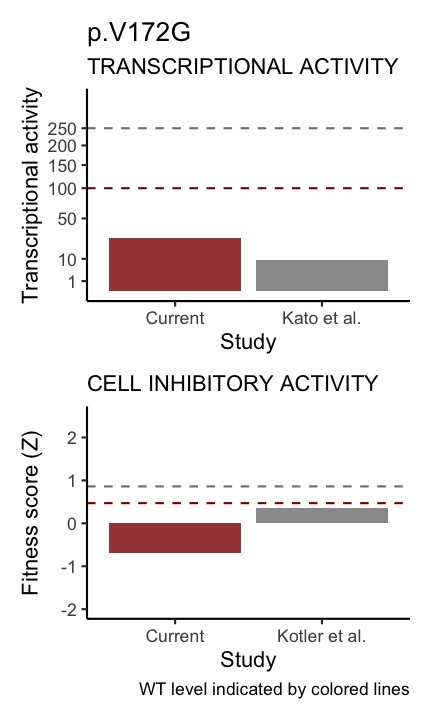 p.V172G
TRANSCRIPTIONAL ACTIVITY
Transcriptional activity
250
200
150
100
50
10
1
Current
Kato et al.
Study
CELL INHIBITORY ACTIVITY
Fitness score (Z)
2
1
0
-1
-2
Current
Kotler et al.
Study
WT level indicated by colored lines